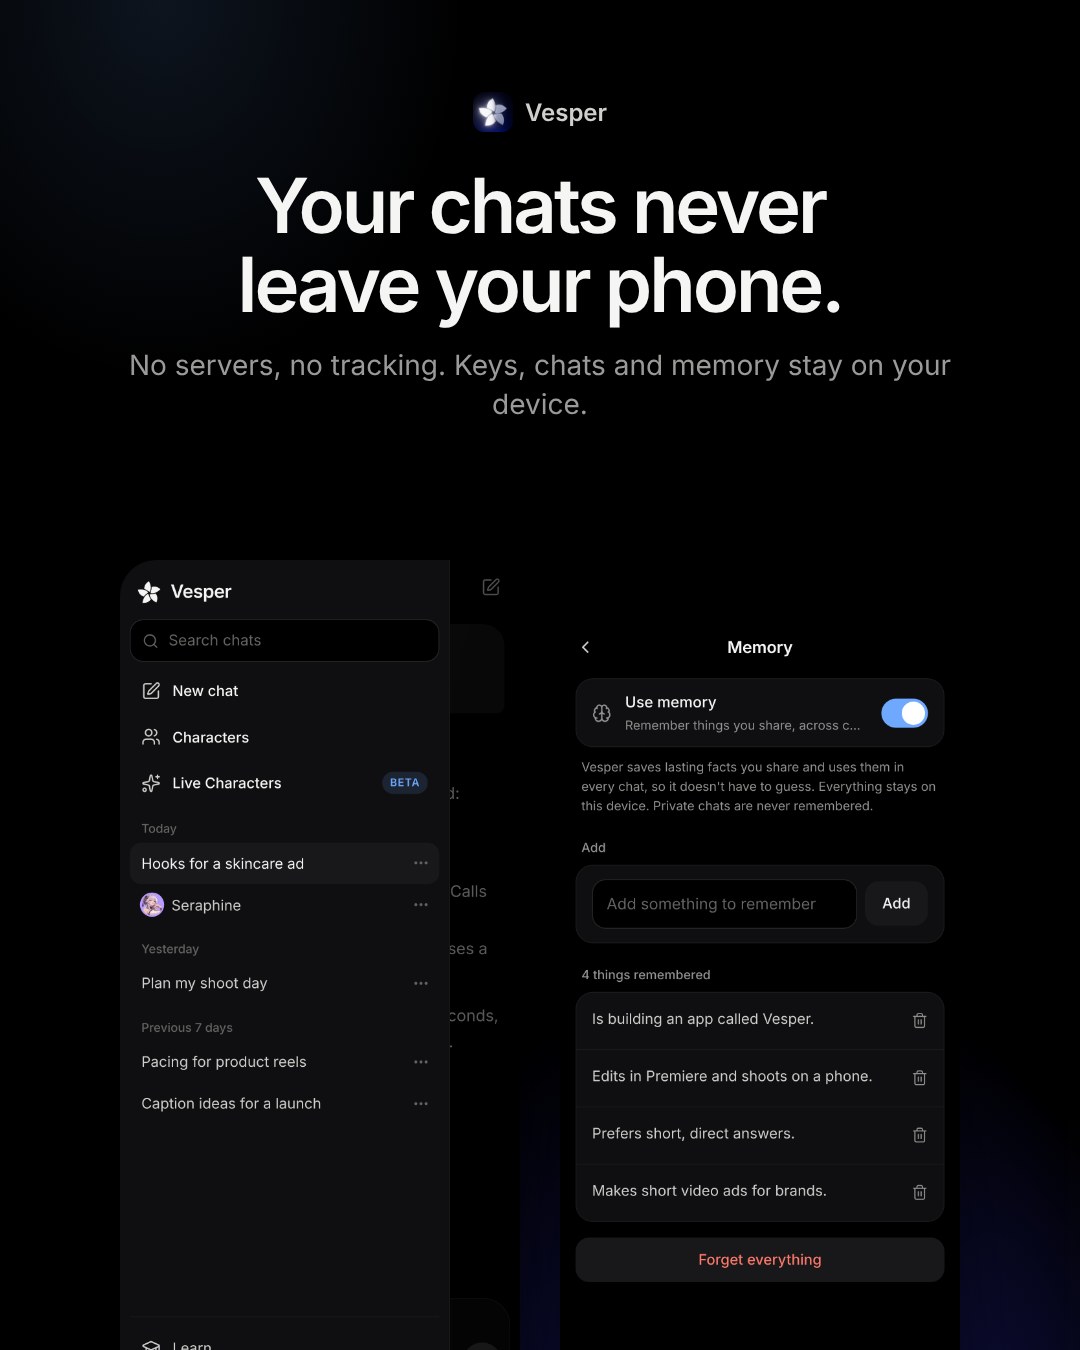 Vesper
Your chats never
leave your phone.
No servers, no tracking. Keys, chats and memory stay on your
device.
Vesper
Search chats
New chat
Characters
Live Characters
BETA
Today
Hooks for a skincare ad
Seraphine
Yesterday
Plan my shoot day
Previous 7 days
Pacing for product reels
Caption ideas for a launch
Learn
d:
Calls
ses a
conds,
.
Memory
Use memory
Remember things you share, across c...
Vesper saves lasting facts you share and uses them in
every chat, so it doesn't have to guess. Everything stays on
this device. Private chats are never remembered.
Add
Add something to remember
Add
4 things remembered
Is building an app called Vesper.
Edits in Premiere and shoots on a phone.
Prefers short, direct answers.
Makes short video ads for brands.
Forget everything